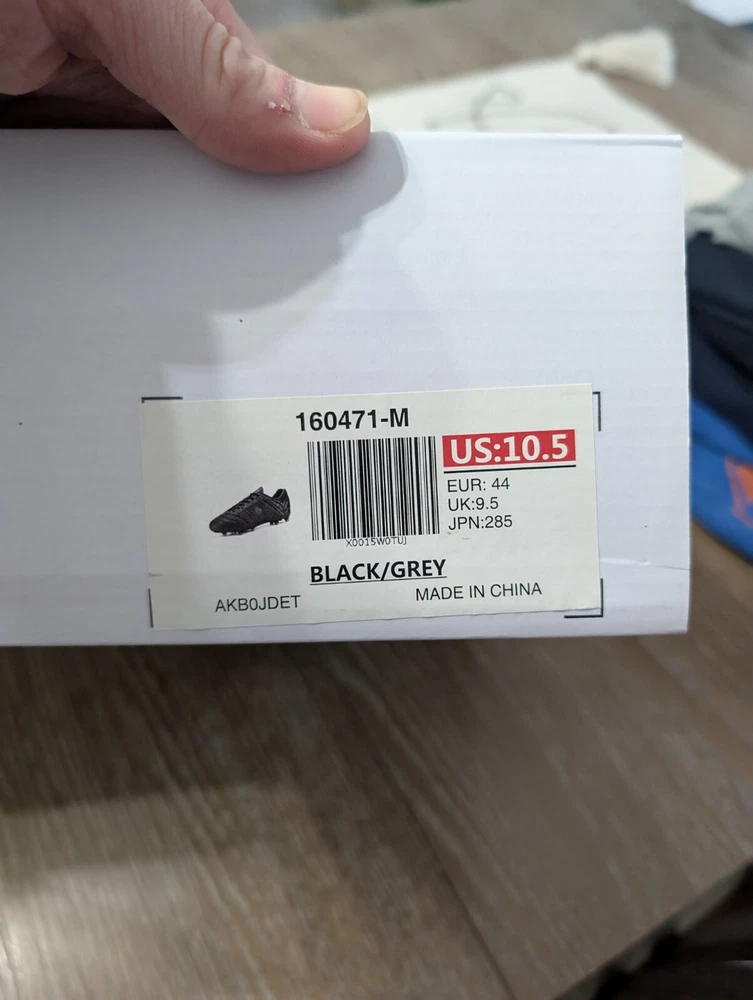 160471-M
US:10.5
EUR: 44
UK:9.5
JPN:285
X0015W0TUJ
BLACK/GREY
AKB0JDET
MADE IN CHINA